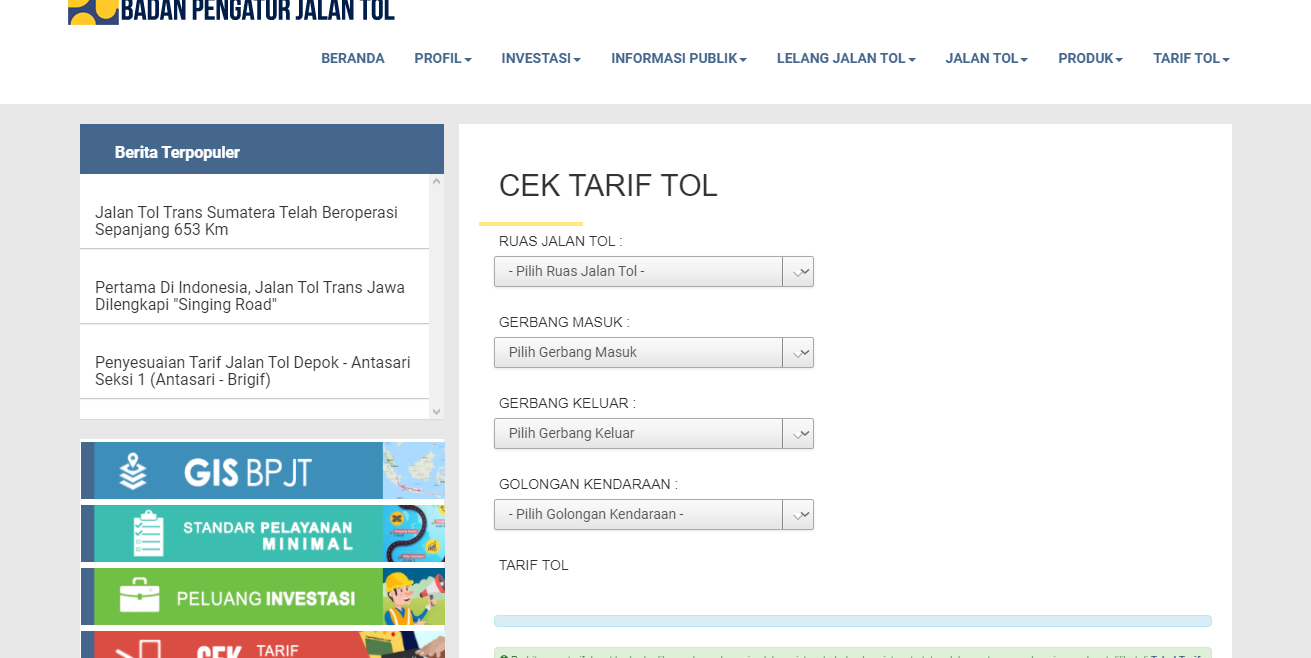 BADAN PENGATUR JALAN TOL
BERANDA PROFIL INVESTASI INFORMASI PUBLIK LELANG JALAN TOL JALAN TOL PRODUK TARIF TOL
Berita Terpopuler
Jalan Tol Trans Sumatera Telah Beroperasi
Sepanjang 653 Km
Pertama Di Indonesia, Jalan Tol Trans Jawa
Dilengkapi "Singing Road"
Penyesuaian Tarif Jalan Tol Depok - Antasari
Seksi 1 (Antasari - Brigif)
GIS BPJT
STANDAR PELAYANAN
MINIMAL
PELUANG INVESTASI
CEK TARIF
CEK TARIF TOL
RUAS JALAN TOL :
- Pilih Ruas Jalan Tol -
GERBANG MASUK :
Pilih Gerbang Masuk
GERBANG KELUAR :
Pilih Gerbang Keluar
GOLONGAN KENDARAAN :
- Pilih Golongan Kendaraan -
TARIF TOL